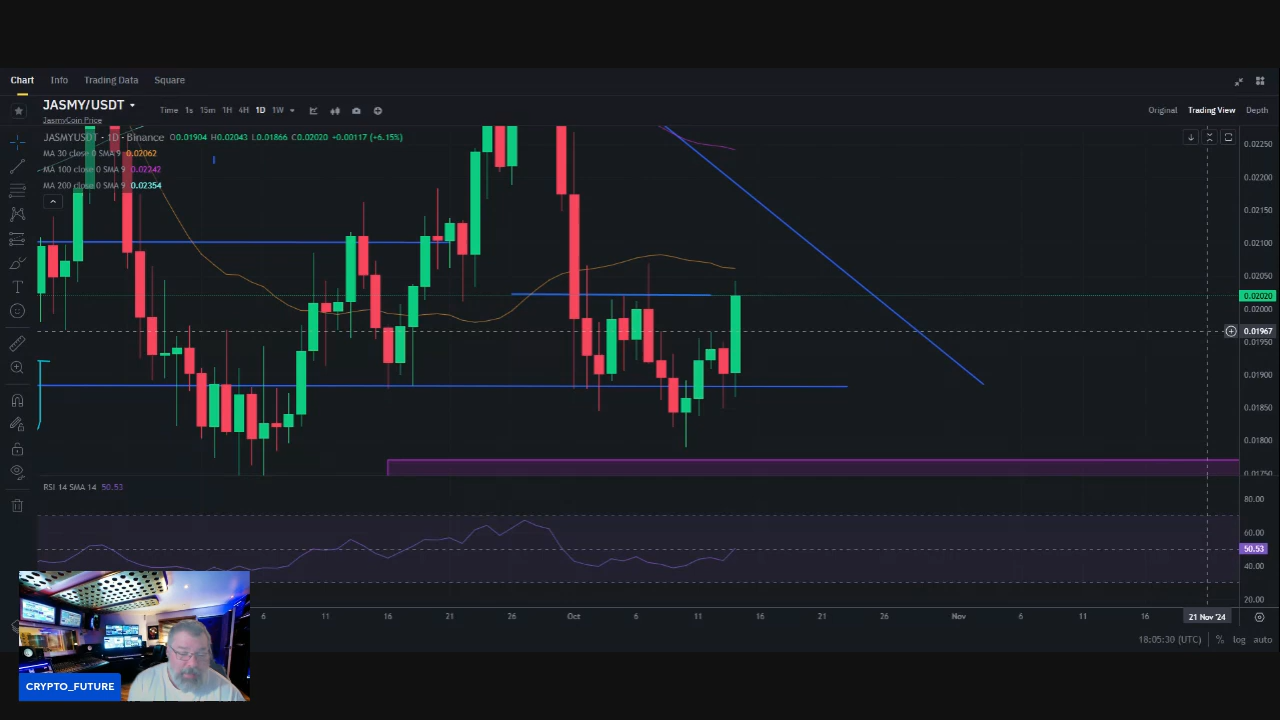 Chart Info Trading Data Square
JASMY/USDT
JasmyCoin Price
Time 1s 15m 1H 4H 1D 1W
Original Trading View Depth
JASMYUSDT · 1D · Binance O0.01904 H0.02043 L0.01866 C0.02020 +0.00117 (+6.15%)
MA 30 close 0 SMA 9 0.02062
MA 100 close 0 SMA 9 0.02242
MA 200 close 0 SMA 9 0.02354
0.02250
0.02200
0.02150
0.02100
0.02050
0.02020
0.02000
0.01967
0.01950
0.01900
0.01850
0.01800
0.01750
RSI 14 SMA 14 50.53
80.00
60.00
50.53
40.00
20.00
6 11 16 21 26 Oct 6 11 16 21 26 Nov 6 11 16 21 Nov '24
18:05:30 (UTC) % log auto
CRYPTO_FUTURE